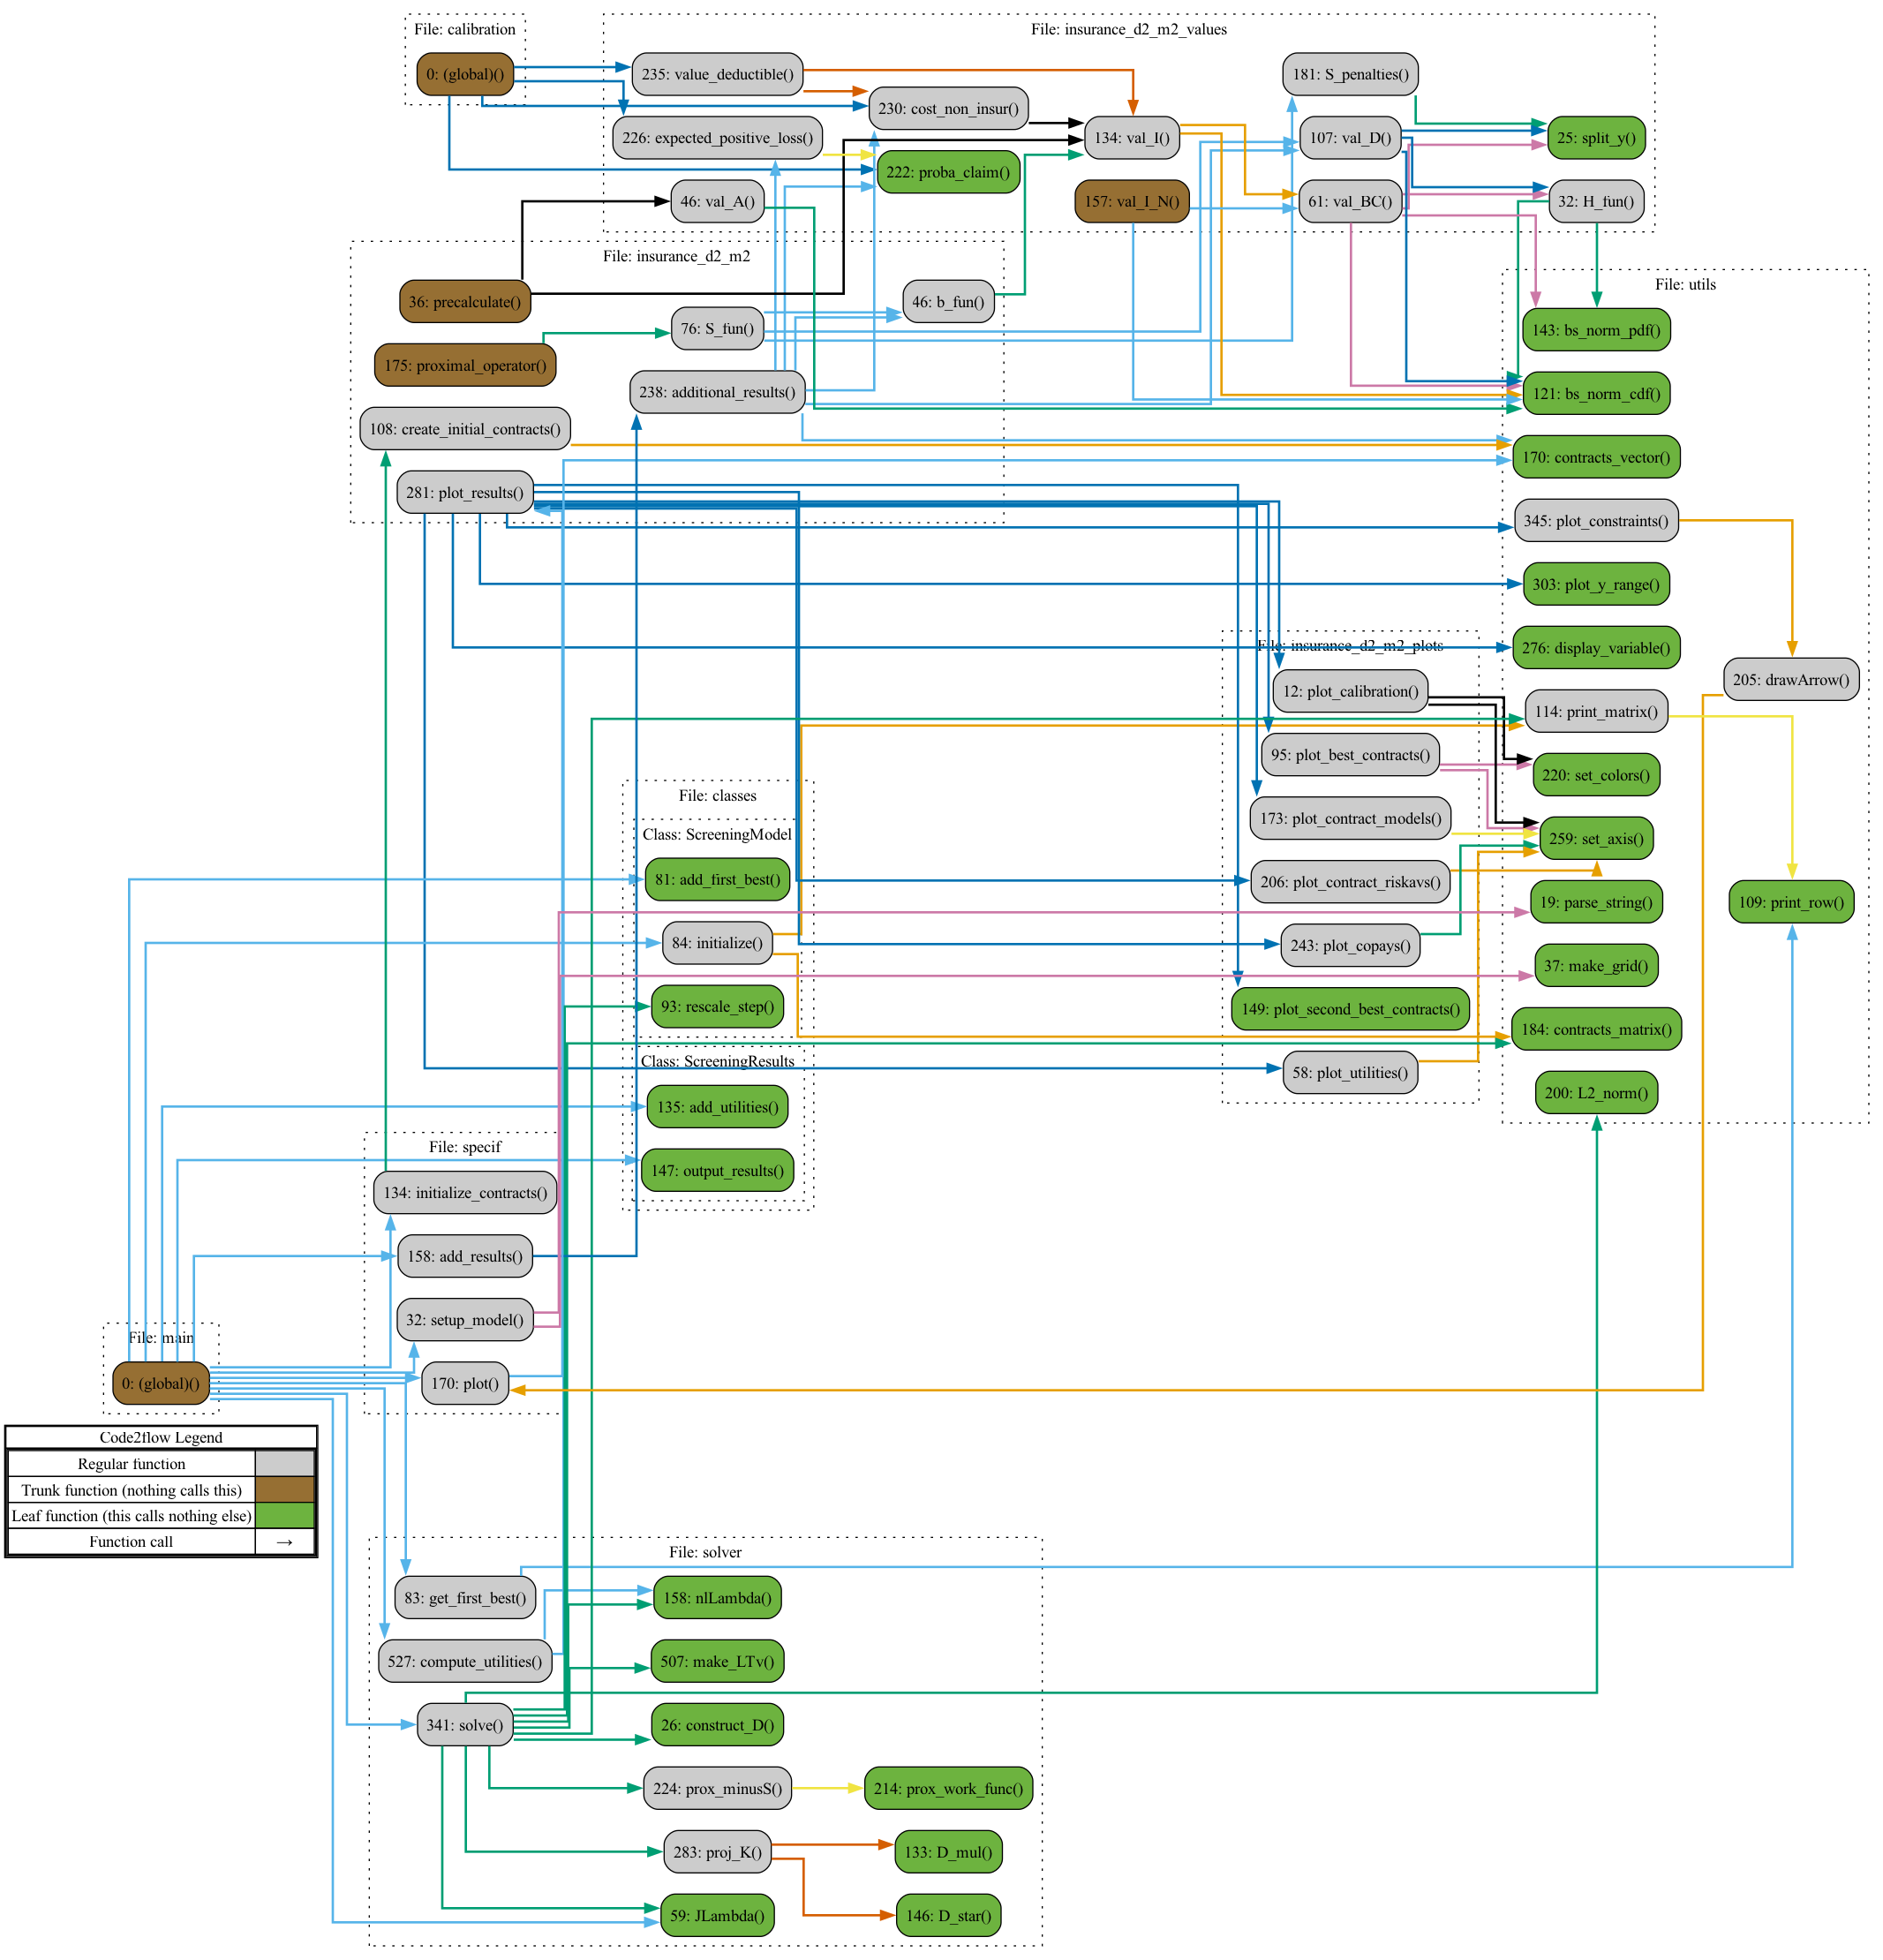 File: calibration
0: (global)()
File: insurance_d2_m2_values
235: value_deductible()
181: S_penalties()
230: cost_non_insur()
226: expected_positive_loss()
134: val_I()
107: val_D()
25: split_y()
222: proba_claim()
46: val_A()
157: val_I_N()
61: val_BC()
32: H_fun()
File: insurance_d2_m2
36: precalculate()
46: b_fun()
76: S_fun()
175: proximal_operator()
238: additional_results()
108: create_initial_contracts()
281: plot_results()
File: utils
143: bs_norm_pdf()
121: bs_norm_cdf()
170: contracts_vector()
345: plot_constraints()
303: plot_y_range()
276: display_variable()
205: drawArrow()
114: print_matrix()
220: set_colors()
259: set_axis()
19: parse_string()
109: print_row()
37: make_grid()
184: contracts_matrix()
200: L2_norm()
File: insurance_d2_m2_plots
12: plot_calibration()
95: plot_best_contracts()
173: plot_contract_models()
206: plot_contract_riskavs()
243: plot_copays()
149: plot_second_best_contracts()
58: plot_utilities()
File: classes
Class: ScreeningModel
81: add_first_best()
84: initialize()
93: rescale_step()
Class: ScreeningResults
135: add_utilities()
147: output_results()
File: specif
134: initialize_contracts()
158: add_results()
32: setup_model()
170: plot()
File: main
0: (global)()
Code2flow Legend
Regular function
Trunk function (nothing calls this)
Leaf function (this calls nothing else)
Function call →
File: solver
83: get_first_best()
158: nlLambda()
527: compute_utilities()
507: make_LTv()
341: solve()
26: construct_D()
224: prox_minusS()
214: prox_work_func()
283: proj_K()
133: D_mul()
59: JLambda()
146: D_star()